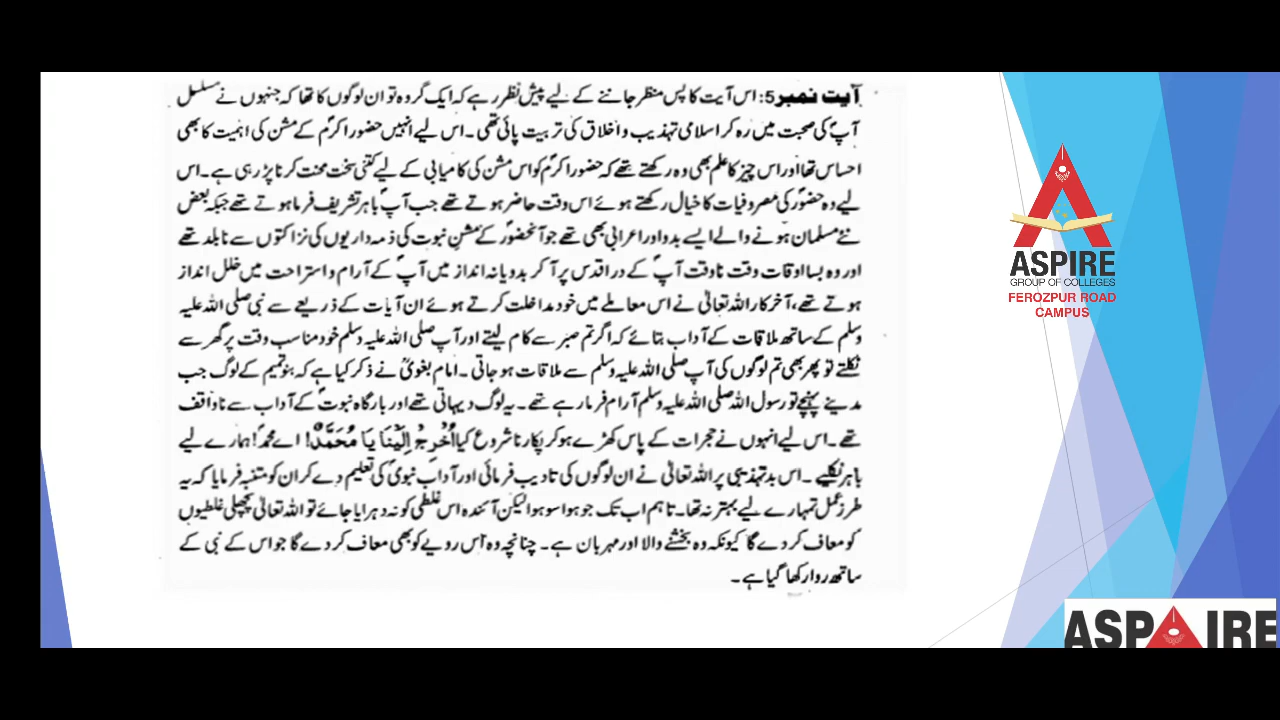 آیت نمبر5: اس آیت کا پس منظر جاننے کے لیے پیش نظر رہے کہ ایک گروہ تو ان لوگوں کا تھا کہ جنہوں نے مسلسل
آپؐ کی صحبت میں رہ کر اسلامی تہذیب و اخلاق کی تربیت پائی تھی۔ اس لیے انہیں حضور اکرمؐ کے مشن کی اہمیت کا بھی
احساس تھا اور اس چیز کا علم بھی وہ رکھتے تھے کہ حضور اکرمؐ کو اس مشن کی کامیابی کے لیے کتنی سخت محنت کرنا پڑ رہی ہے۔ اس
لیے وہ حضورؐ کی مصروفیات کا خیال رکھتے ہوئے اس وقت حاضر ہوتے تھے جب آپؐ باہر تشریف فرما ہوتے تھے جبکہ بعض
نئے مسلمان ہونے والے ایسے بدو اور اعرابی بھی تھے جو آنحضورؐ کے مشنِ نبوت کی ذمہ داریوں کی نزاکتوں سے نابلد تھے
اور وہ بسا اوقات وقت ناوقت آپؐ کے در اقدس پر آ کر بدویانہ انداز میں آپؐ کے آرام و استراحت میں خلل انداز
ہوتے تھے، آخر کار اللہ تعالیٰ نے اس معاملے میں خود مداخلت کرتے ہوئے ان آیات کے ذریعے سے نبی صلی اللہ علیہ
وسلم کے ساتھ ملاقات کے آداب بتائے کہ اگر تم صبر سے کام لیتے اور آپ صلی اللہ علیہ وسلم خود مناسب وقت پر گھر سے
نکلتے تو پھر بھی تم لوگوں کی آپ صلی اللہ علیہ وسلم سے ملاقات ہو جاتی۔ امام بغویؒ نے ذکر کیا ہے کہ بنو تمیم کے لوگ جب
مدینے پہنچے تو رسول اللہ صلی اللہ علیہ وسلم آرام فرما رہے تھے۔ یہ لوگ دیہاتی تھے اور بارگاہ نبوتؐ کے آداب سے ناواقف
تھے۔ اس لیے انہوں نے حجرات کے پاس کھڑے ہو کر پکارنا شروع کیا اُخْرِجْ اِلَیْنَا یَا مُحَمَّدُ! اے محمدؐ! ہمارے لیے
باہر نکلیے۔ اس بدتہذیبی پر اللہ تعالیٰ نے ان لوگوں کی تادیب فرمائی اور آدابِ نبویؐ کی تعلیم دے کر ان کو متنبہ فرمایا کہ یہ
طرز عمل تمہارے لیے بہتر نہ تھا۔ تاہم اب تک جو ہوا سو ہوا لیکن آئندہ اس غلطی کو نہ دہرایا جائے تو اللہ تعالیٰ پچھلی غلطیوں
کو معاف کر دے گا کیونکہ وہ بخشنے والا اور مہربان ہے۔ چنانچہ وہ اس رویے کو بھی معاف کر دے گا جو اس کے نبی کے
ساتھ روا رکھا گیا ہے۔
ASPIRE
GROUP OF COLLEGES
FEROZPUR ROAD
CAMPUS
ASPAIRE